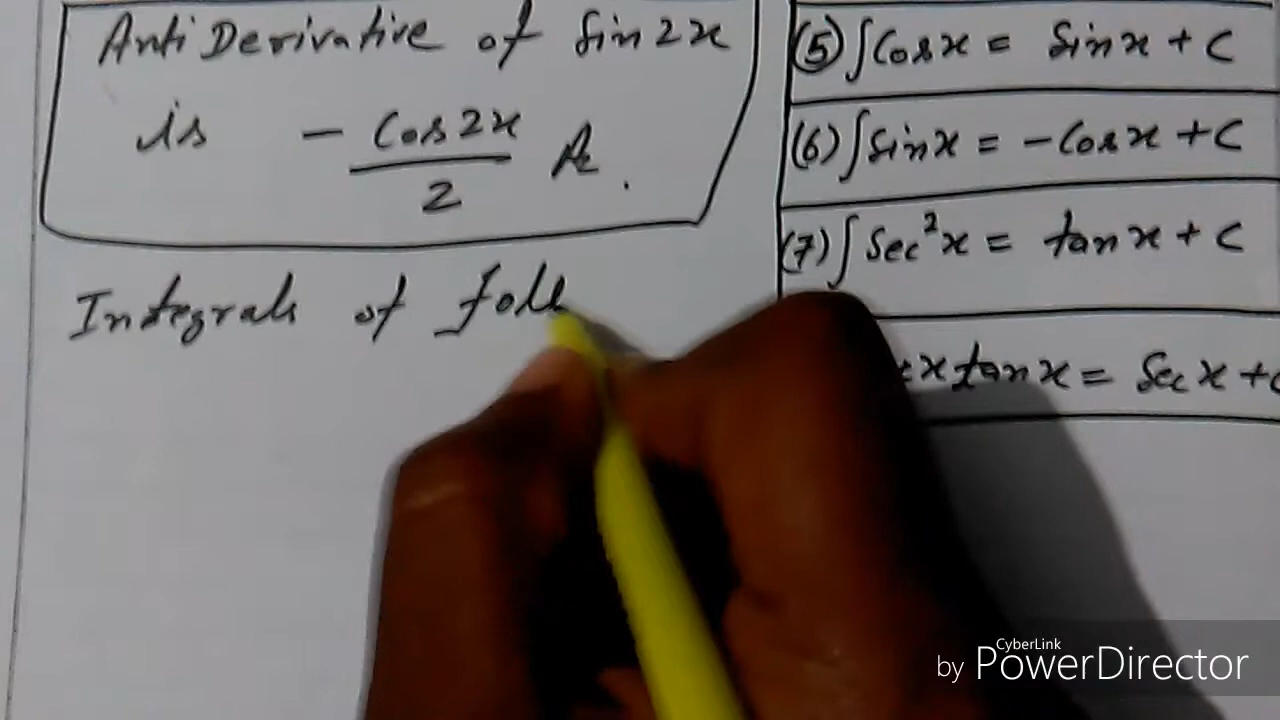 Anti Derivative of Sin2x
is - Cos2x / 2
Integrals of foll
(5) ∫Cosx = Sinx + C
(6) ∫Sinx = -Cosx + C
(7) ∫Sec²x = tanx + C
x tanx = Secx + C
by CyberLink PowerDirector